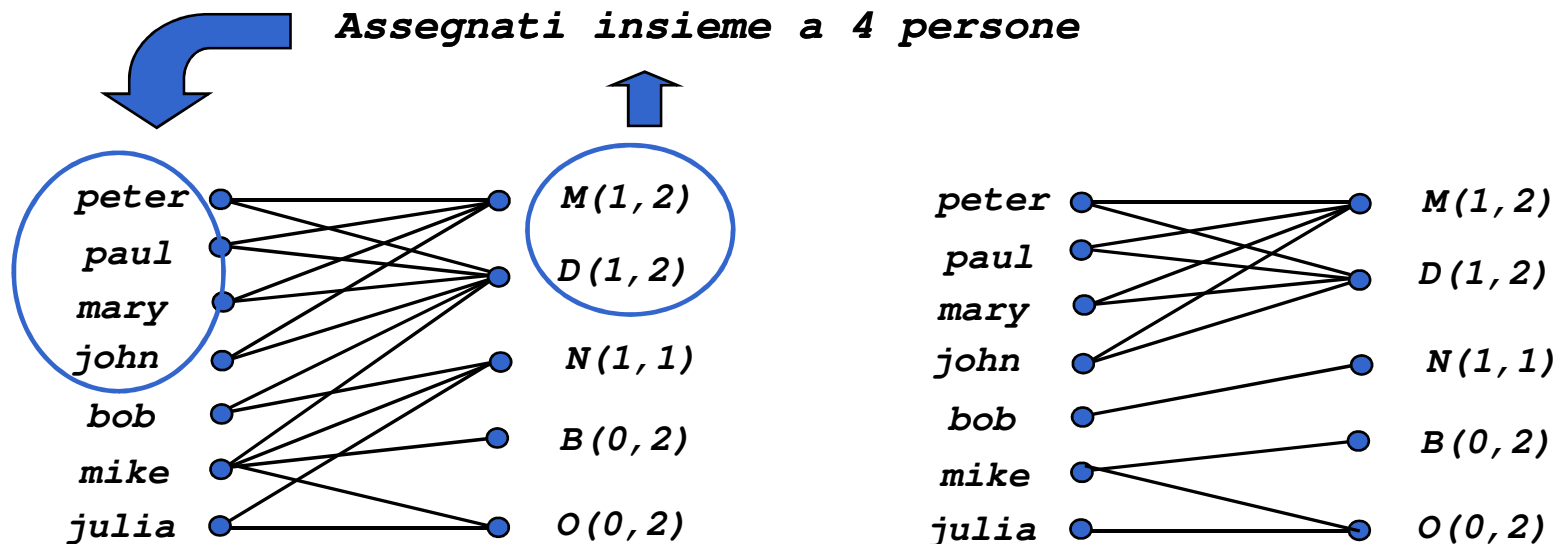 Assegnati insieme a 4 persone
peter
paul
mary
john
bob
mike
julia
M(1,2)
D(1,2)
N(1,1)
B(0,2)
O(0,2)
peter
paul
mary
john
bob
mike
julia
M(1,2)
D(1,2)
N(1,1)
B(0,2)
O(0,2)